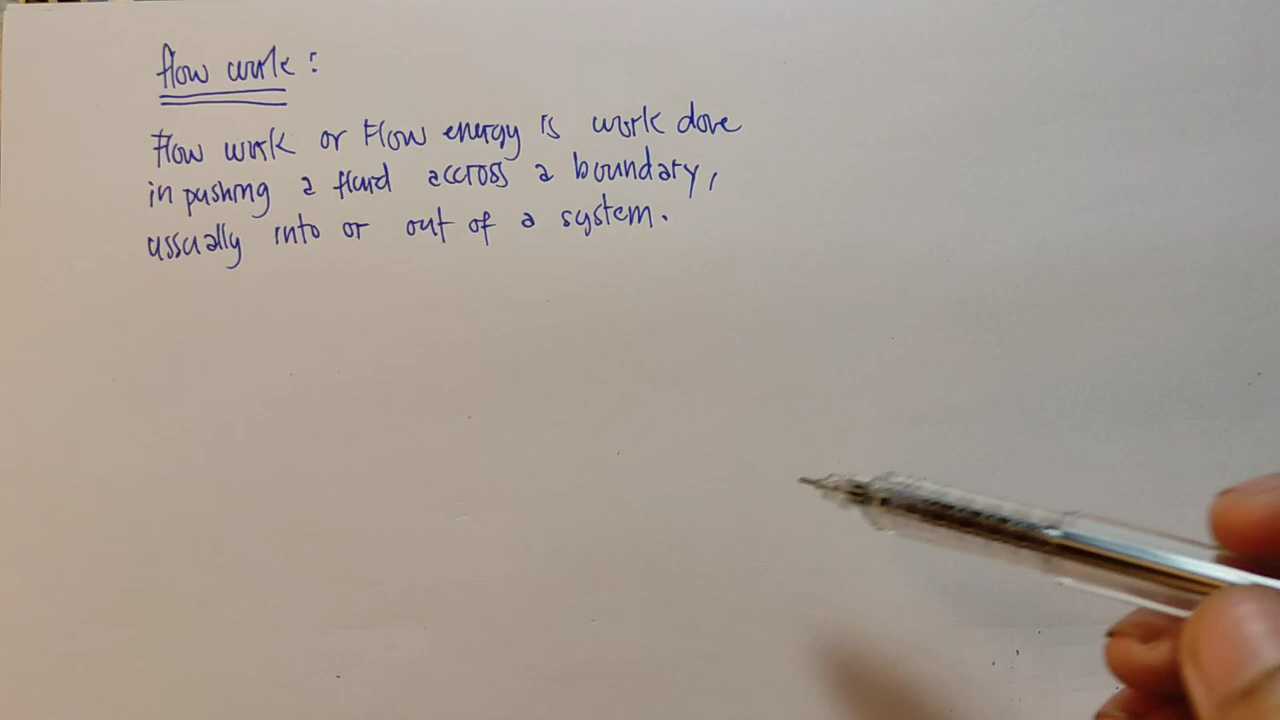 flow work :
Flow work or Flow energy is work done
in pushing a fluid accross a boundary,
ussually into or out of a system.